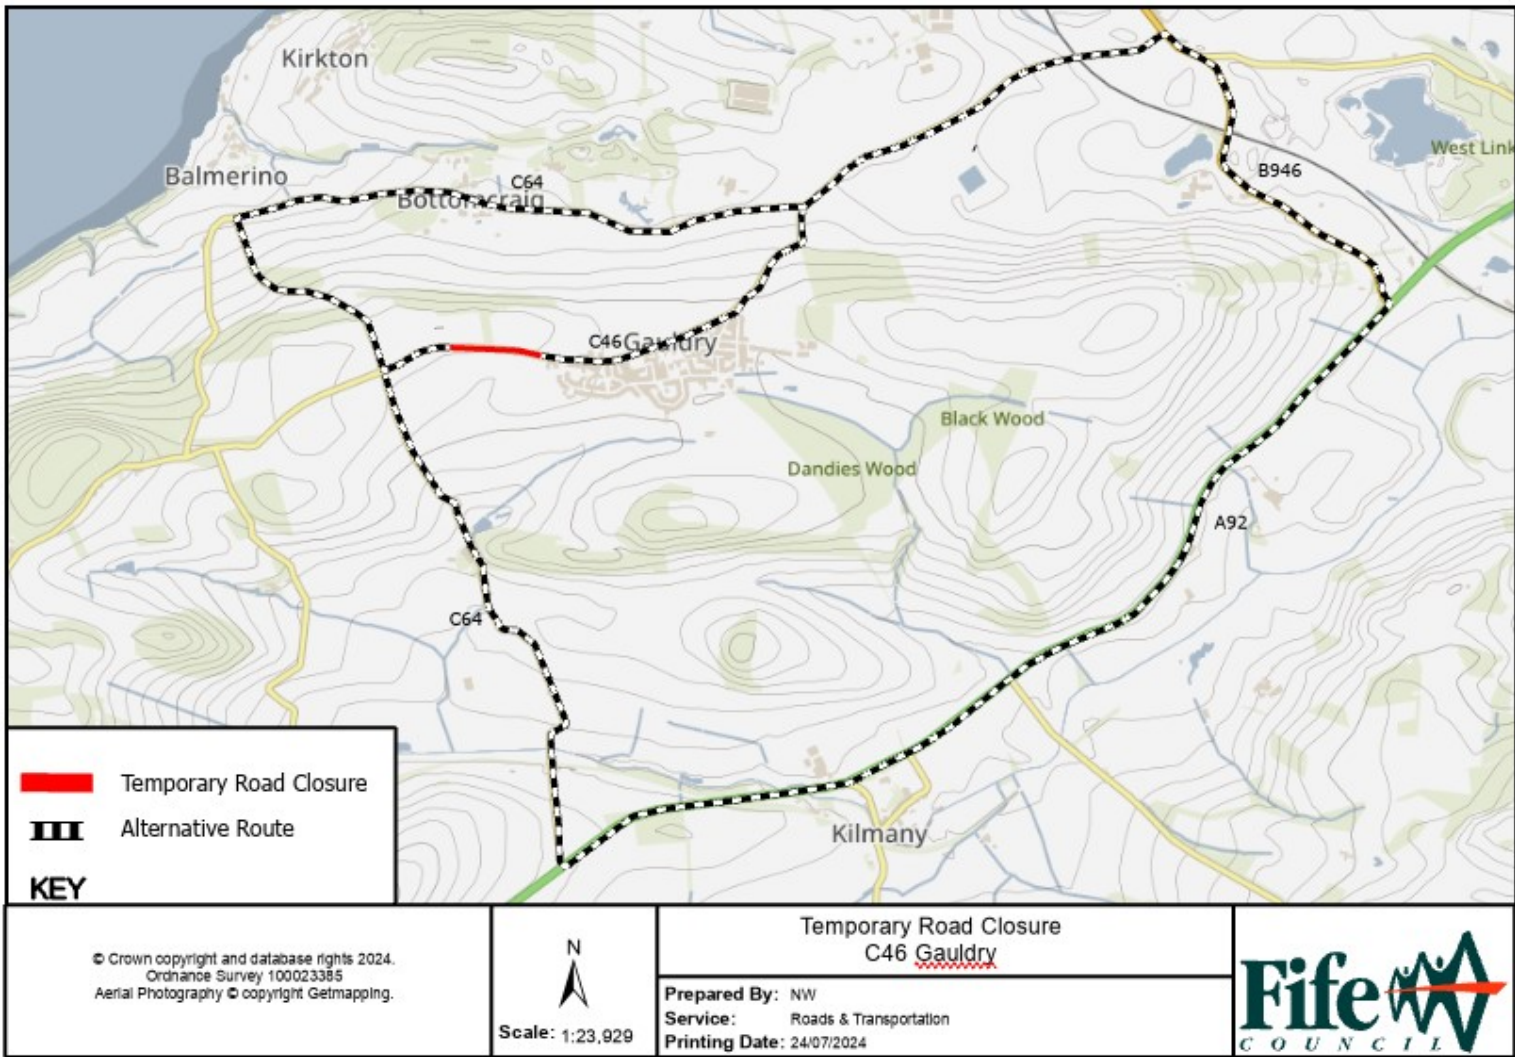 Kirkton
West Link
B946
Balmerino
C64
Bottomcraig
C46 Gauldry
Black Wood
Dandies Wood
A92
C64
Kilmany
Temporary Road Closure
Alternative Route
KEY
© Crown copyright and database rights 2024.
Ordnance Survey 100023385
Aerial Photography © copyright Getmapping.
N
Scale: 1:23,929
Temporary Road Closure
C46 Gauldry
Prepared By: NW
Service: Roads & Transportation
Printing Date: 24/07/2024
Fife
COUNCIL